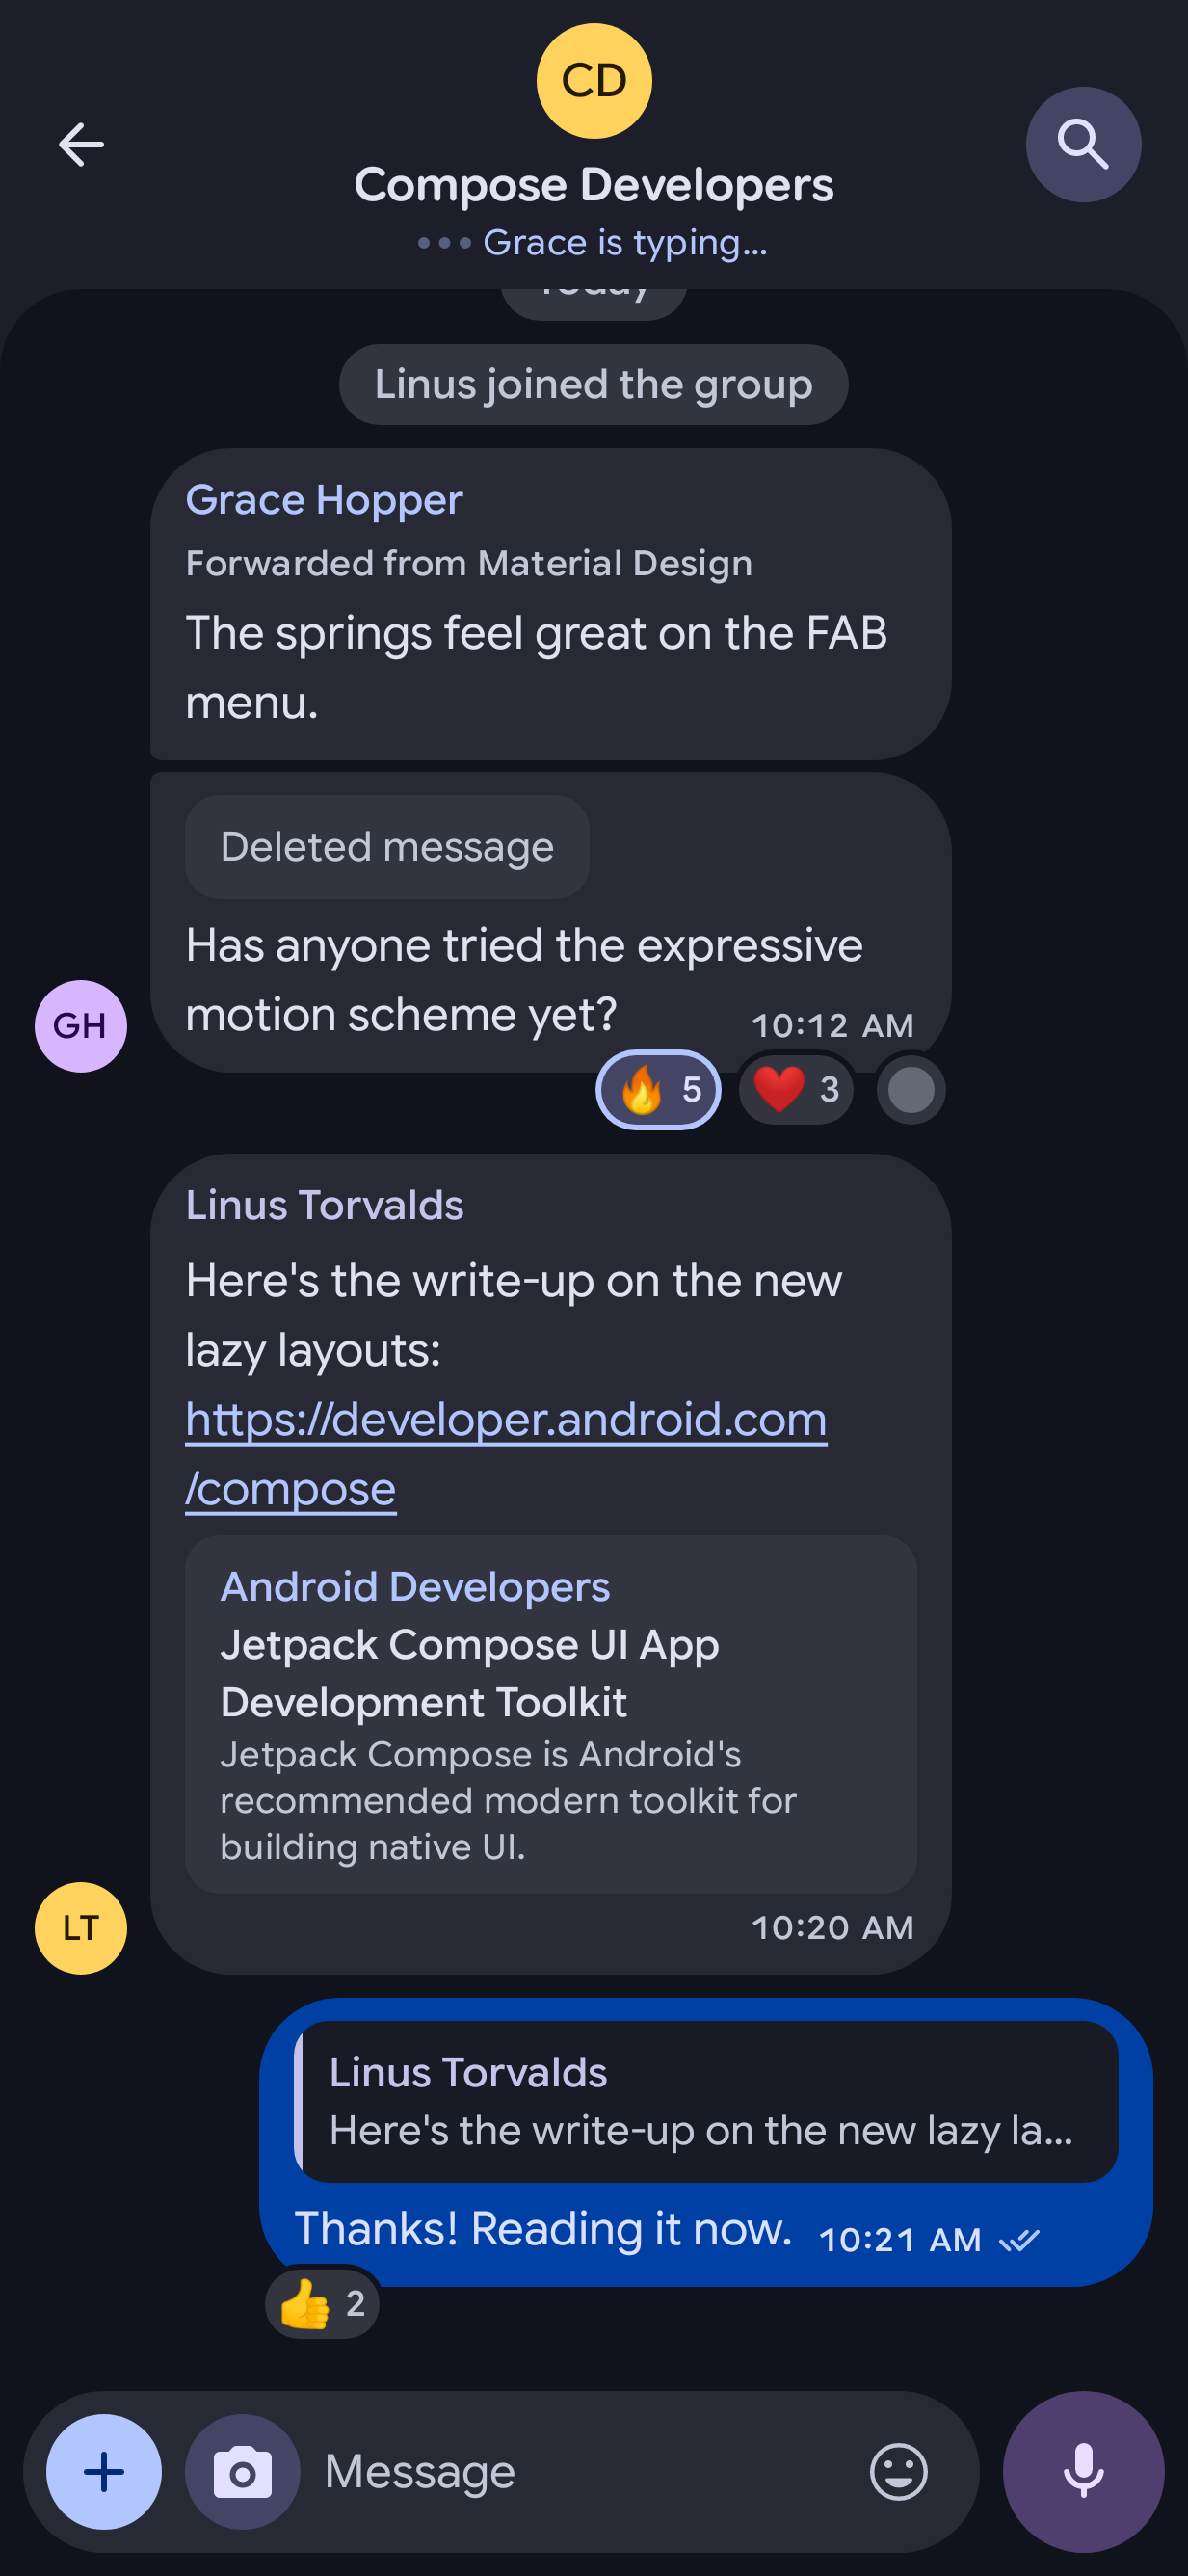 CD
Compose Developers
Grace is typing...
Today
Linus joined the group
Grace Hopper
Forwarded from Material Design
The springs feel great on the FAB
menu.
Deleted message
Has anyone tried the expressive
motion scheme yet?
10:12 AM
GH
5
3
Linus Torvalds
Here's the write-up on the new
lazy layouts:
https://developer.android.com
/compose
Android Developers
Jetpack Compose UI App
Development Toolkit
Jetpack Compose is Android's
recommended modern toolkit for
building native UI.
10:20 AM
LT
Linus Torvalds
Here's the write-up on the new lazy la...
Thanks! Reading it now.
10:21 AM
2
Message